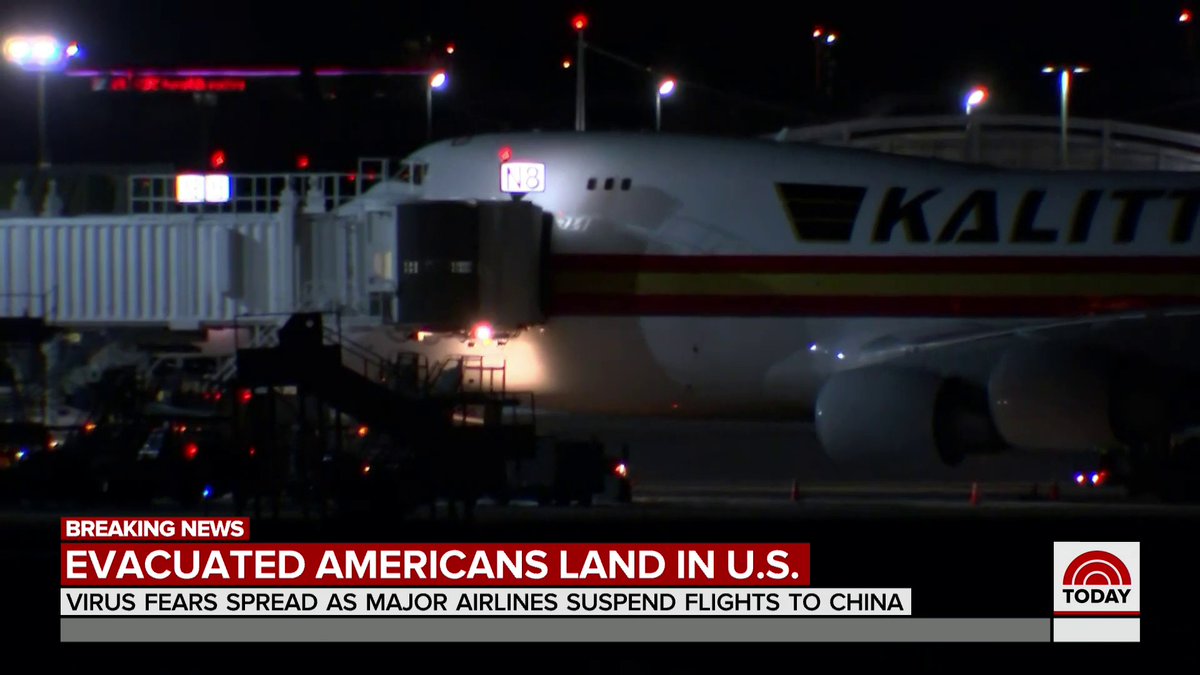 N8
KALITT
BREAKING NEWS
EVACUATED AMERICANS LAND IN U.S.
VIRUS FEARS SPREAD AS MAJOR AIRLINES SUSPEND FLIGHTS TO CHINA
TODAY